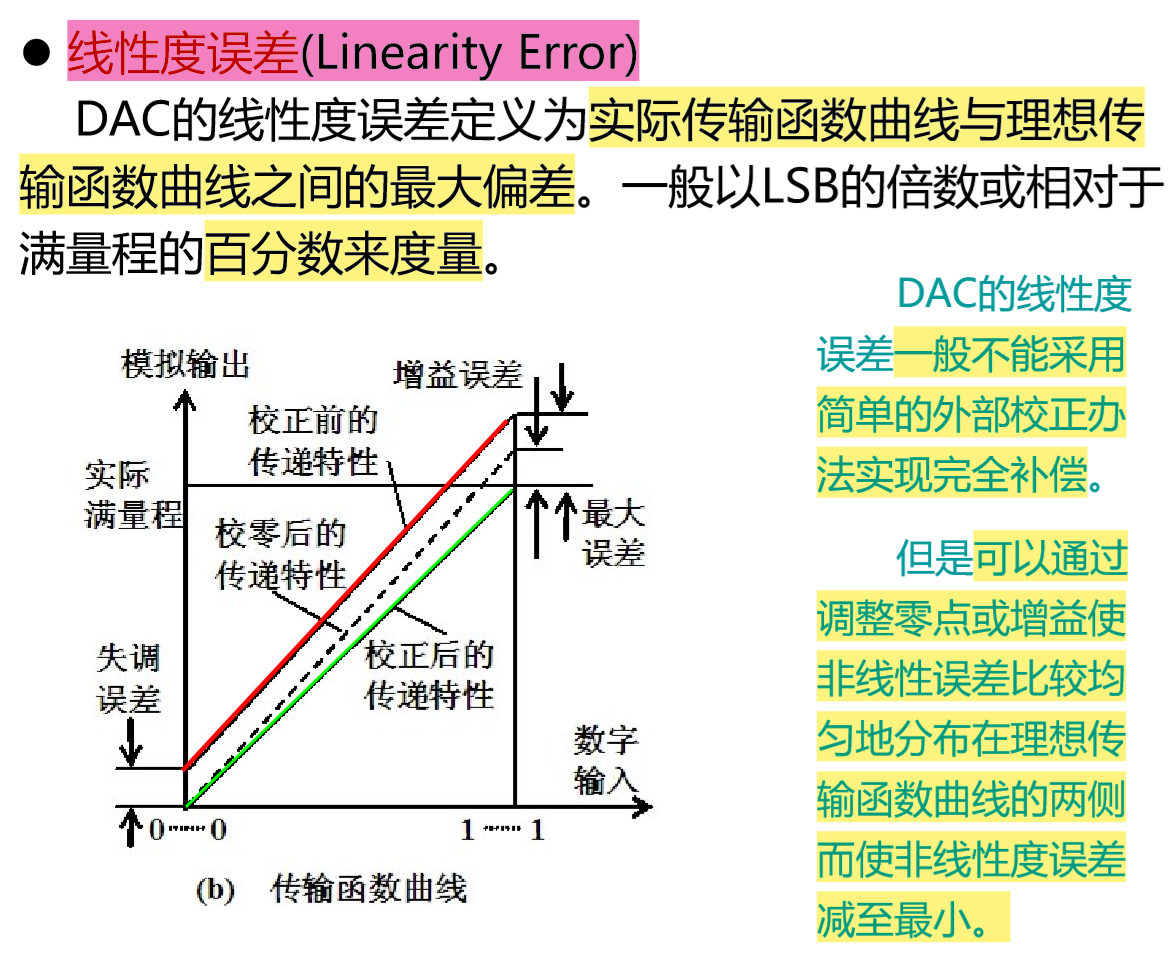 ● 线性度误差(Linearity Error)
DAC的线性度误差定义为实际传输函数曲线与理想传
输函数曲线之间的最大偏差。一般以LSB的倍数或相对于
满量程的百分数来度量。
模拟输出
增益误差
校正前的
传递特性
实际
满量程
校零后的
传递特性
最大
误差
失调
误差
校正后的
传递特性
数字
输入
0┄┄0
1┄┄1
(b) 传输函数曲线
DAC的线性度
误差一般不能采用
简单的外部校正办
法实现完全补偿。
但是可以通过
调整零点或增益使
非线性误差比较均
匀地分布在理想传
输函数曲线的两侧
而使非线性度误差
减至最小。